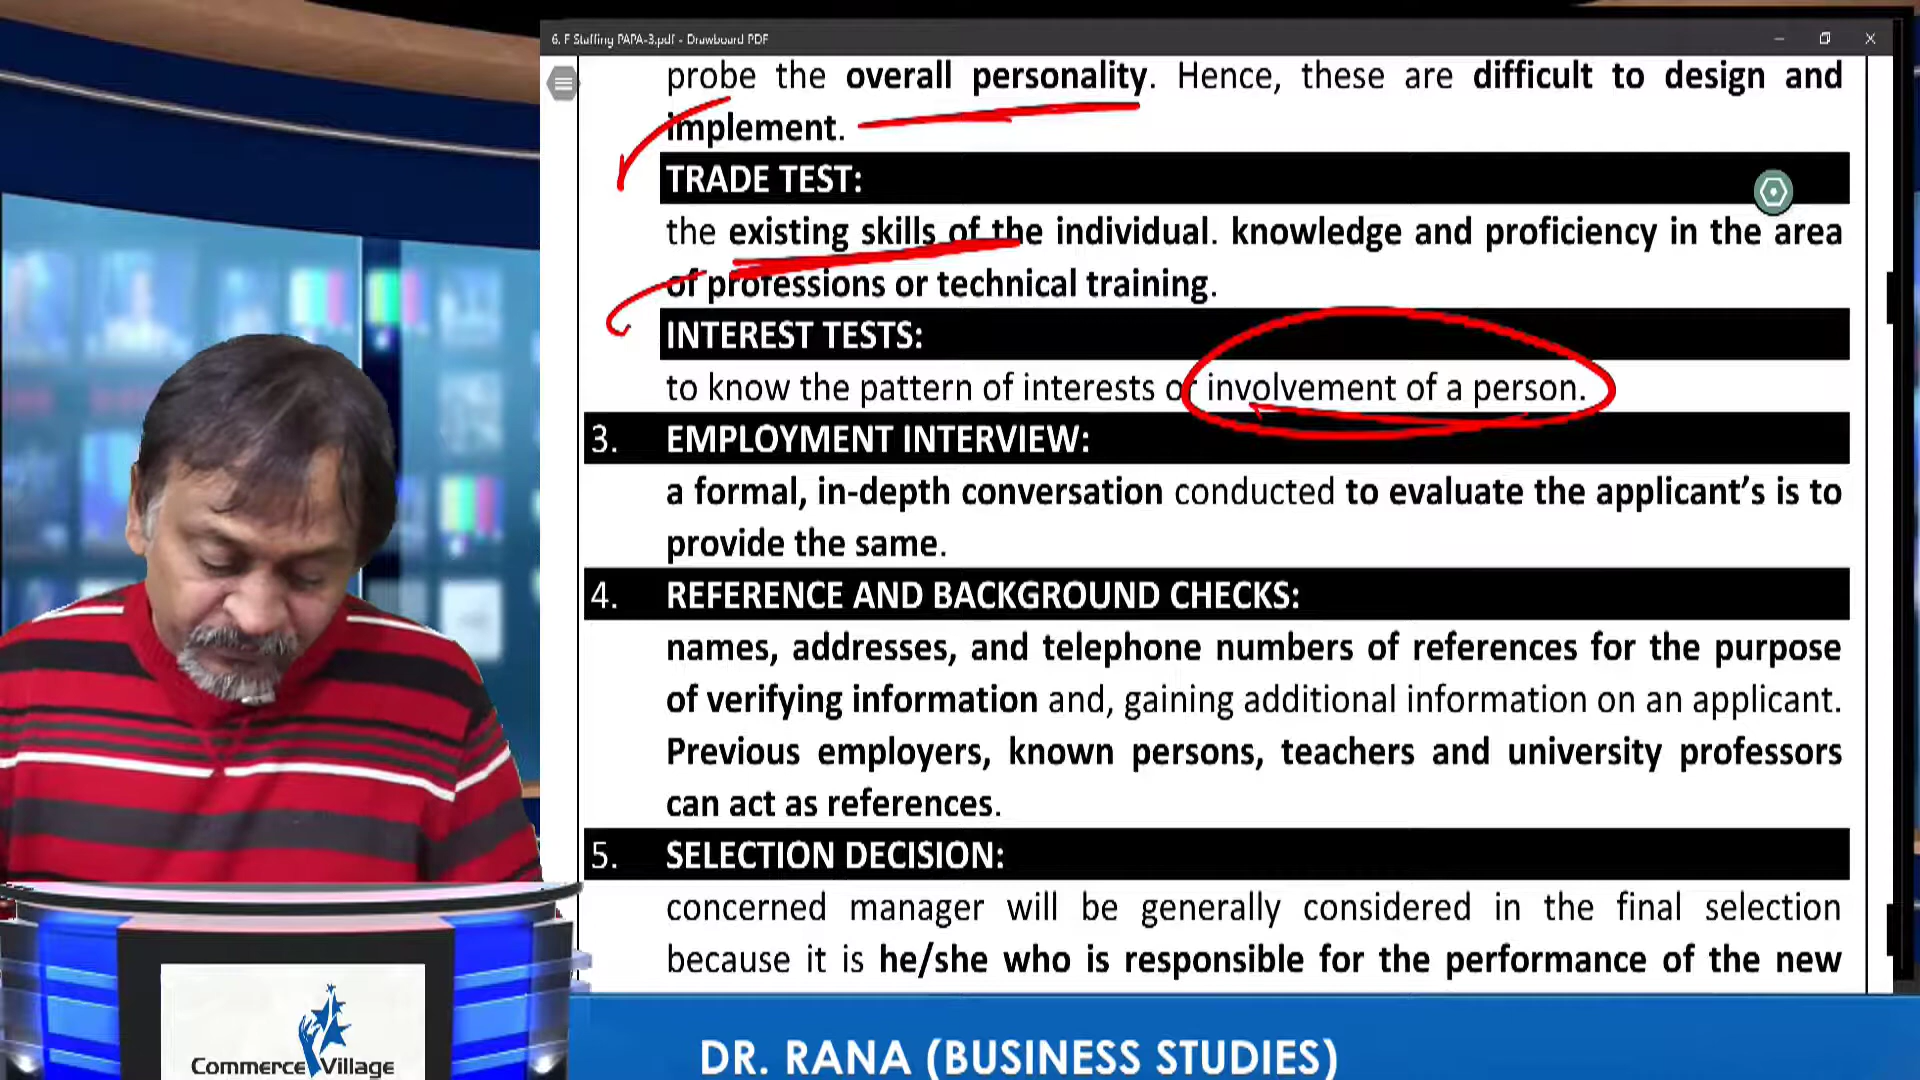 6. F Staffing PAPA-3.pdf - Drawboard PDF
probe the overall personality. Hence, these are difficult to design and
implement.
TRADE TEST:
the existing skills of the individual. knowledge and proficiency in the area
of professions or technical training.
INTEREST TESTS:
to know the pattern of interests or involvement of a person.
3. EMPLOYMENT INTERVIEW:
a formal, in-depth conversation conducted to evaluate the applicant’s is to
provide the same.
4. REFERENCE AND BACKGROUND CHECKS:
names, addresses, and telephone numbers of references for the purpose
of verifying information and, gaining additional information on an applicant.
Previous employers, known persons, teachers and university professors
can act as references.
5. SELECTION DECISION:
concerned manager will be generally considered in the final selection
because it is he/she who is responsible for the performance of the new
Commerce Village
DR. RANA (BUSINESS STUDIES)